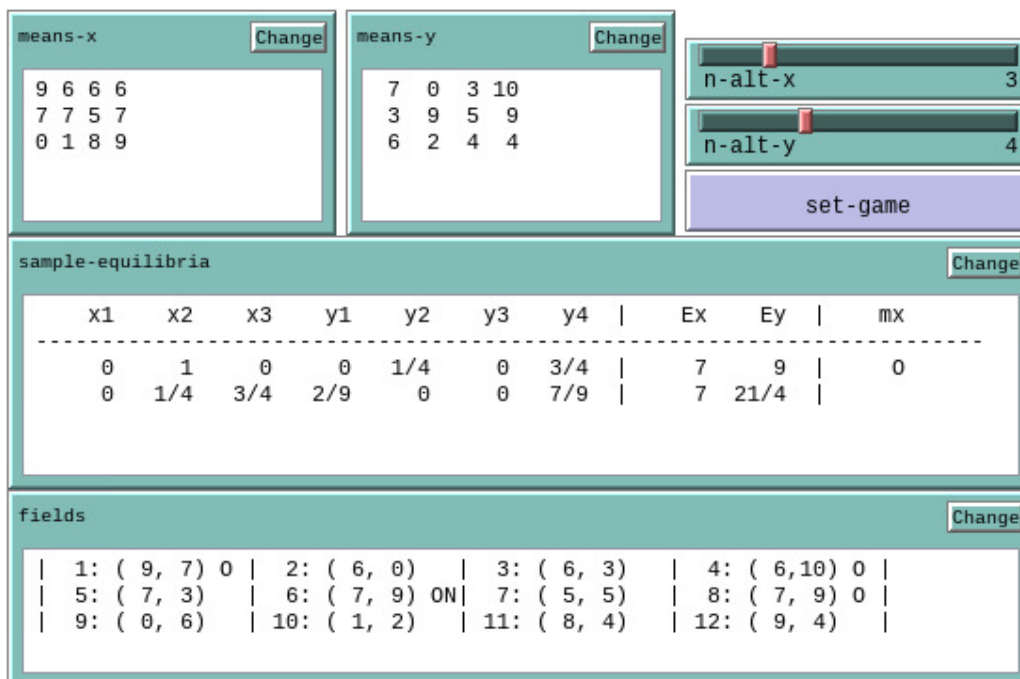 means-x Change
9 6 6 6
7 7 5 7
0 1 8 9
means-y Change
7 0 3 10
3 9 5 9
6 2 4 4
n-alt-x 3
n-alt-y 4
set-game
sample-equilibria Change
x1 x2 x3 y1 y2 y3 y4 | Ex Ey | mx
------------------------------------------------------------------------
0 1 0 0 1/4 0 3/4 | 7 9 | O
0 1/4 3/4 2/9 0 0 7/9 | 7 21/4 |
fields Change
| 1: ( 9, 7) O | 2: ( 6, 0) | 3: ( 6, 3) | 4: ( 6,10) O |
| 5: ( 7, 3) | 6: ( 7, 9) ON| 7: ( 5, 5) | 8: ( 7, 9) O |
| 9: ( 0, 6) | 10: ( 1, 2) | 11: ( 8, 4) | 12: ( 9, 4) |